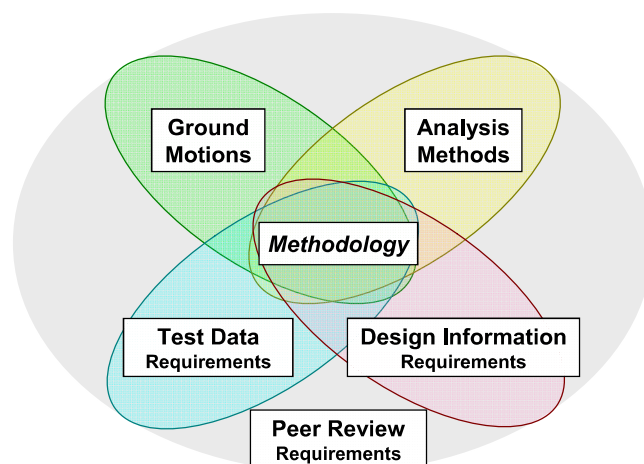 Ground
Motions
Analysis
Methods
Methodology
Test Data
Requirements
Design Information
Requirements
Peer Review
Requirements